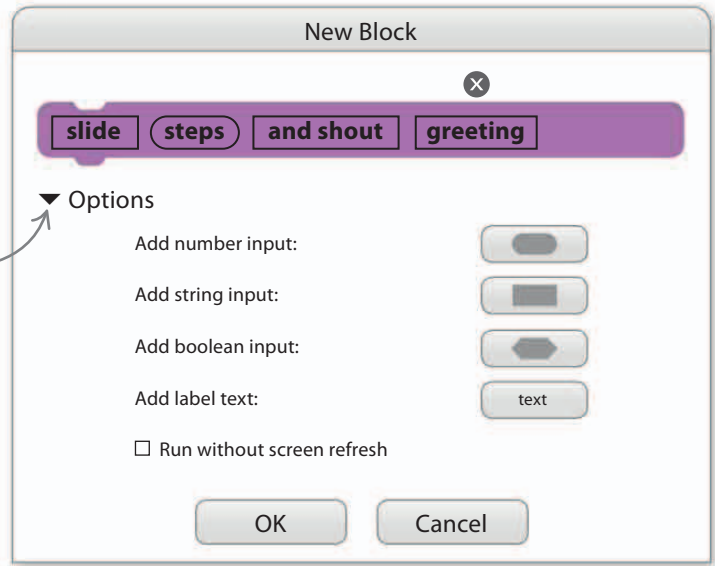 New Block
x
slide steps and shout greeting
Options
Add number input:
Add string input:
Add boolean input:
Add label text: text
Run without screen refresh
OK Cancel